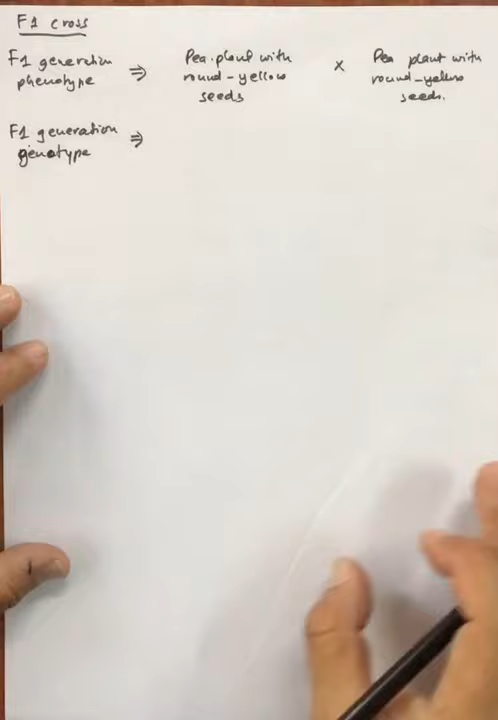 F1 cross
F1 generation phenotype ⇒ Pea plant with round-yellow seeds × Pea plant with round-yellow seeds.
F1 generation genotype ⇒